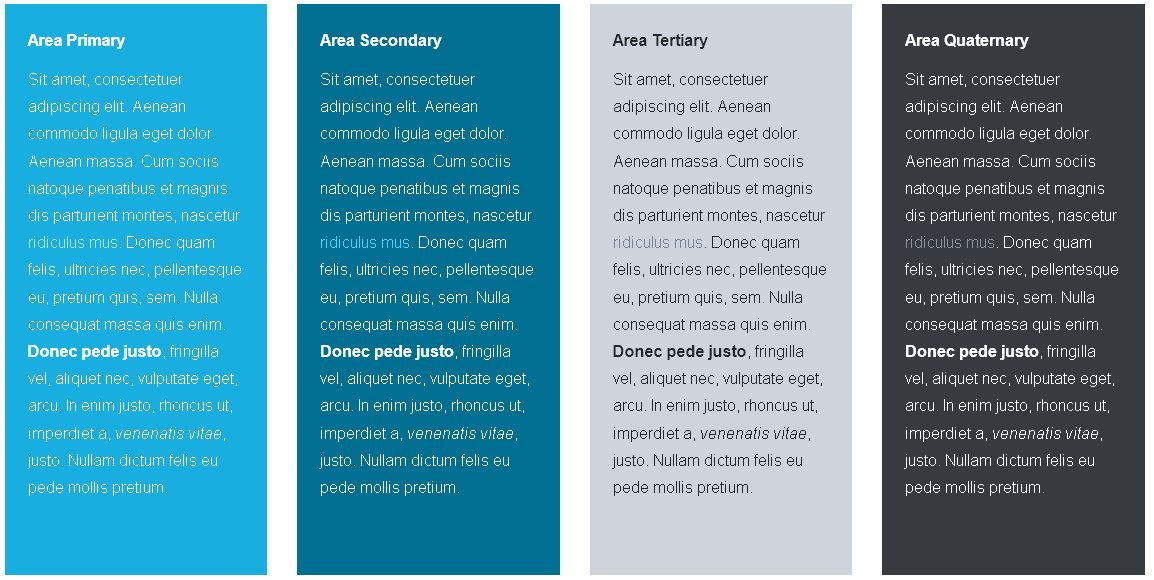 Area Primary
Sit amet, consectetuer
adipiscing elit. Aenean
commodo ligula eget dolor.
Aenean massa. Cum sociis
natoque penatibus et magnis
dis parturient montes, nascetur
ridiculus mus. Donec quam
felis, ultricies nec, pellentesque
eu, pretium quis, sem. Nulla
consequat massa quis enim.
Donec pede justo, fringilla
vel, aliquet nec, vulputate eget,
arcu. In enim justo, rhoncus ut,
imperdiet a, venenatis vitae,
justo. Nullam dictum felis eu
pede mollis pretium.
Area Secondary
Sit amet, consectetuer
adipiscing elit. Aenean
commodo ligula eget dolor.
Aenean massa. Cum sociis
natoque penatibus et magnis
dis parturient montes, nascetur
ridiculus mus. Donec quam
felis, ultricies nec, pellentesque
eu, pretium quis, sem. Nulla
consequat massa quis enim.
Donec pede justo, fringilla
vel, aliquet nec, vulputate eget,
arcu. In enim justo, rhoncus ut,
imperdiet a, venenatis vitae,
justo. Nullam dictum felis eu
pede mollis pretium.
Area Tertiary
Sit amet, consectetuer
adipiscing elit. Aenean
commodo ligula eget dolor.
Aenean massa. Cum sociis
natoque penatibus et magnis
dis parturient montes, nascetur
ridiculus mus. Donec quam
felis, ultricies nec, pellentesque
eu, pretium quis, sem. Nulla
consequat massa quis enim.
Donec pede justo, fringilla
vel, aliquet nec, vulputate eget,
arcu. In enim justo, rhoncus ut,
imperdiet a, venenatis vitae,
justo. Nullam dictum felis eu
pede mollis pretium.
Area Quaternary
Sit amet, consectetuer
adipiscing elit. Aenean
commodo ligula eget dolor.
Aenean massa. Cum sociis
natoque penatibus et magnis
dis parturient montes, nascetur
ridiculus mus. Donec quam
felis, ultricies nec, pellentesque
eu, pretium quis, sem. Nulla
consequat massa quis enim.
Donec pede justo, fringilla
vel, aliquet nec, vulputate eget,
arcu. In enim justo, rhoncus ut,
imperdiet a, venenatis vitae,
justo. Nullam dictum felis eu
pede mollis pretium.